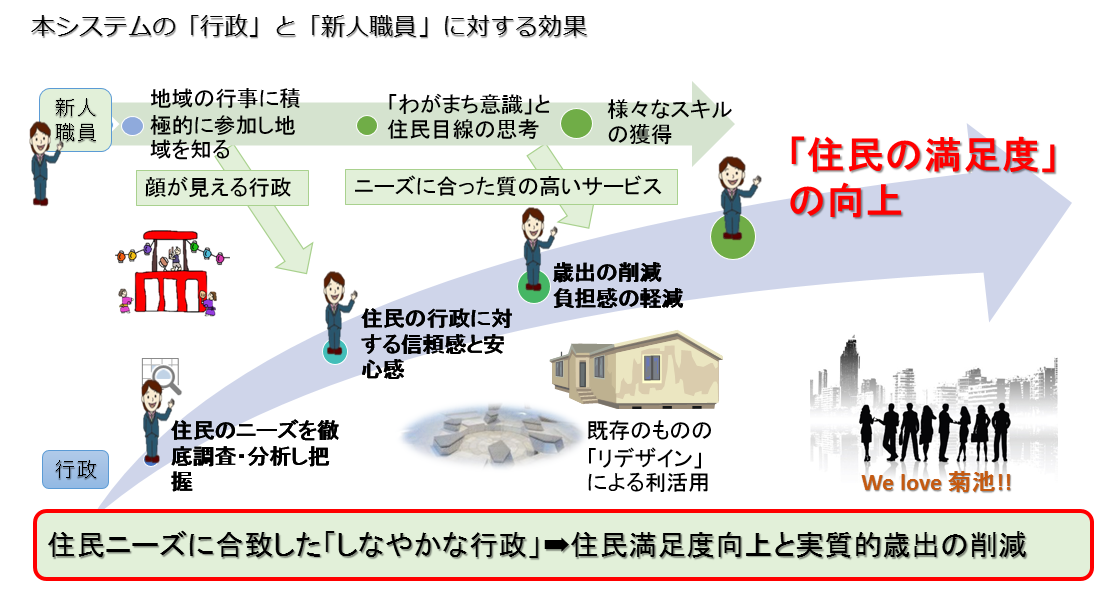 本システムの「行政」と「新人職員」に対する効果
新人
職員
地域の行事に積
極的に参加し地
域を知る
「わがまち意識」と
住民目線の思考
様々なスキル
の獲得
顔が見える行政
ニーズに合った質の高いサービス
「住民の満足度」
の向上
歳出の削減
負担感の軽減
住民の行政に対
する信頼感と安
心感
住民のニーズを徹
底調査・分析し把
握
行政
既存のものの
「リデザイン」
による利活用
We love 菊池!!
住民ニーズに合致した「しなやかな行政」➡住民満足度向上と実質的歳出の削減